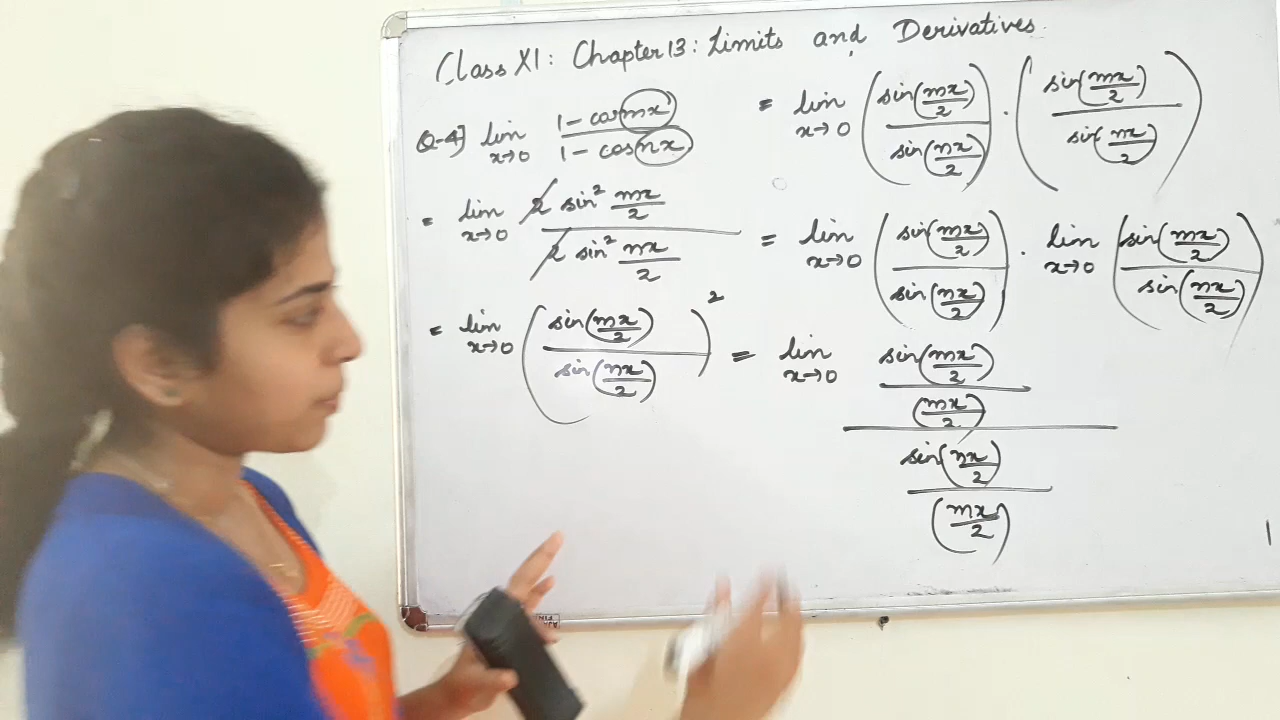 Class XI: Chapter 13: Limits and Derivatives
Q-4] lim x→0 (1 - cos mx)/(1 - cos nx)
= lim x→0 (2 sin² mx/2)/(2 sin² nx/2)
= lim x→0 (sin(mx/2)/sin(nx/2))²
= lim x→0 (sin(mx/2)/sin(nx/2)) · (sin(mx/2)/sin(nx/2))
= lim x→0 (sin(mx/2)/sin(nx/2)) · lim x→0 (sin(mx/2)/sin(nx/2))
= lim x→0 (sin(mx/2)/(mx/2))/(sin(nx/2)/(mx/2))